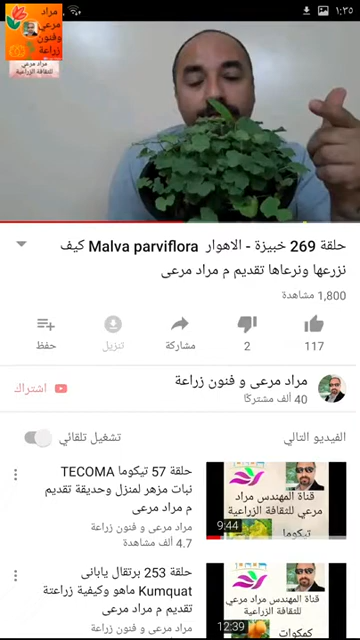 ١:٣٥
مراد
مرعي
وفنون
زراعة
مراد مرعي
للثقافة الزراعية
حلقة 269 خبيزة - الاهوار Malva parviflora كيف
نزرعها ونرعاها تقديم م مراد مرعى
1,800 مشاهدة
117
2
مشاركة
تنزيل
حفظ
مراد مرعى و فنون زراعة
40 ألف مشترك
اشتراك
الفيديو التالي
تشغيل تلقائي
حلقة 57 تيكوما TECOMA
نبات مزهر لمنزل وحديقة تقديم
م مراد مرعى
مراد مرعى و فنون زراعة
4.7 ألف مشاهدة
قناة المهندس مراد
مرعي للثقافة الزراعية
تيكوما
9:44
حلقة 253 برتقال يابانى
Kumquat ماهو وكيفية زراعتة
تقديم م مراد مرعى
مراد مرعى و فنون زراعة
قناة المهندس مراد مرعي
للثقافة الزراعية
كمكوات
12:39